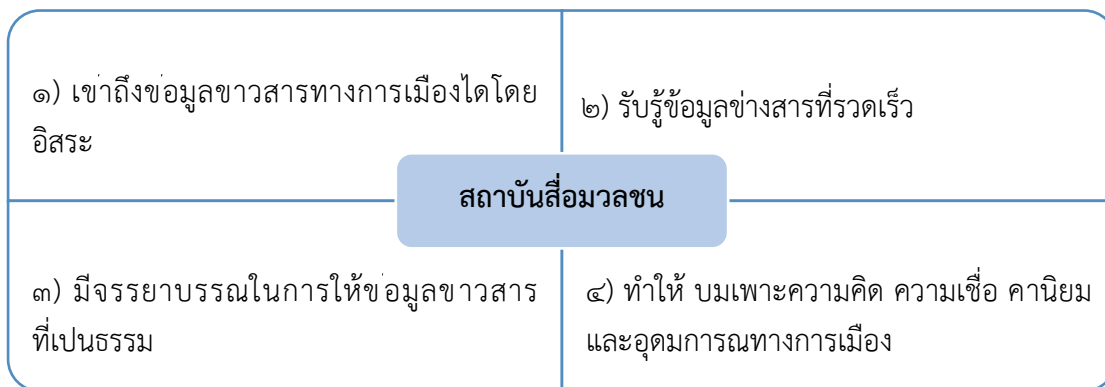 ๑) เข่าถึงข่อมูลขาวสารทางการเมืองไดโดย
อิสระ
๒) รับรู้ข้อมูลข่างสารที่รวดเร็ว
สถาบันสื่อมวลชน
๓) มีจรรยาบรรณในการให้ข่อมูลขาวสาร
ที่เปนธรรม
๔) ทำให้ บมเพาะความคิด ความเชื่อ คานิยม
และอุดมการณทางการเมือง